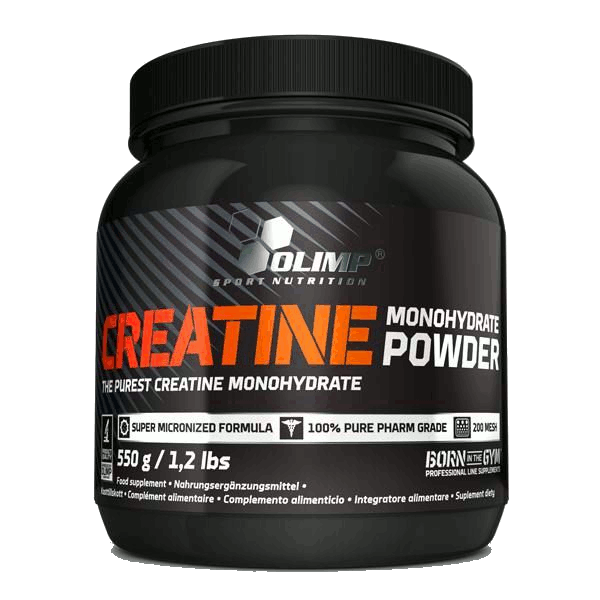 OLIMP®
SPORT NUTRITION
CREATINE MONOHYDRATE POWDER
THE PUREST CREATINE MONOHYDRATE
SUPER MICRONIZED FORMULA 100% PURE PHARM GRADE 200 MESH
550 g / 1,2 lbs
BORN IN THE GYM
PROFESSIONAL LINE SUPPLEMENTS
Food supplement • Nahrungsergänzungsmittel •
Kosttillskott • Complément alimentaire • Complemento alimenticio • Integratore alimentare • Suplement diety